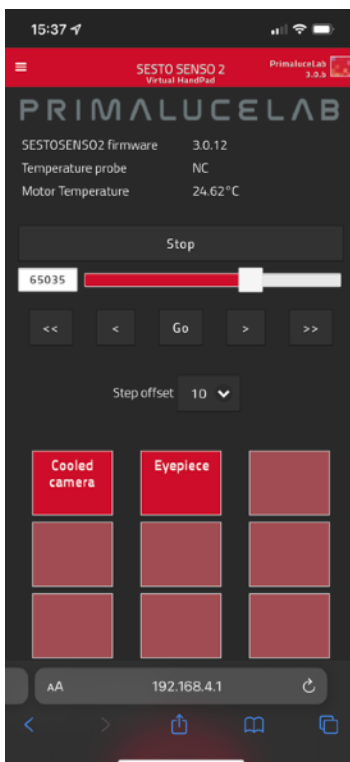 15:37
SESTO SENSO 2
Virtual HandPad
PrimaluceLab
3.0.b
PRIMALUCELAB
SESTOSENSO2 firmware 3.0.12
Temperature probe NC
Motor Temperature 24.62°C
Stop
65035
<< < Go > >>
Step offset 10
Cooled Eyepiece
camera
AA 192.168.4.1